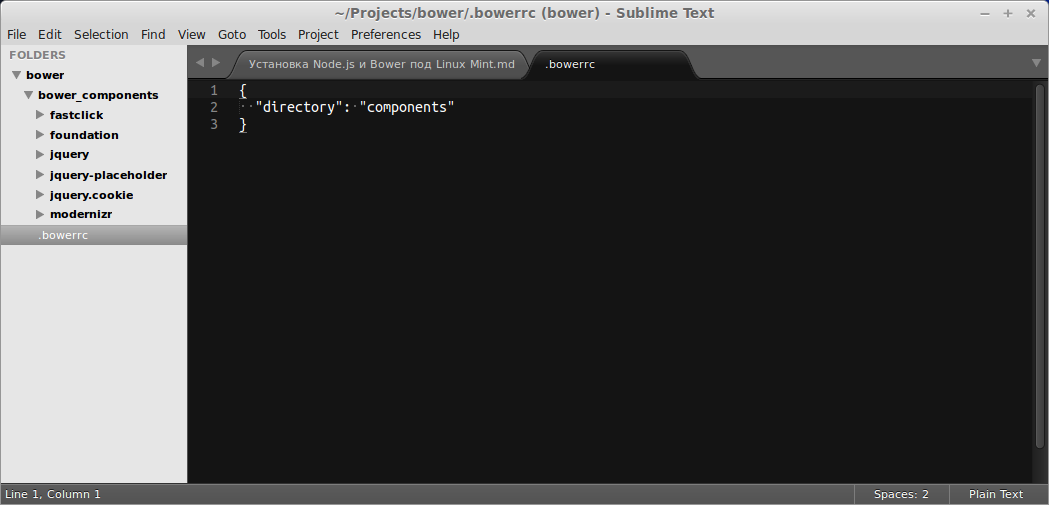 ~/Projects/bower/.bowerrc (bower) - Sublime Text
File Edit Selection Find View Goto Tools Project Preferences Help
FOLDERS
bower
bower_components
fastclick
foundation
jquery
jquery-placeholder
jquery.cookie
modernizr
.bowerrc
Установка Node.js и Bower под Linux Mint.md
.bowerrc
1 {
2 "directory": "components"
3 }
Line 1, Column 1
Spaces: 2
Plain Text